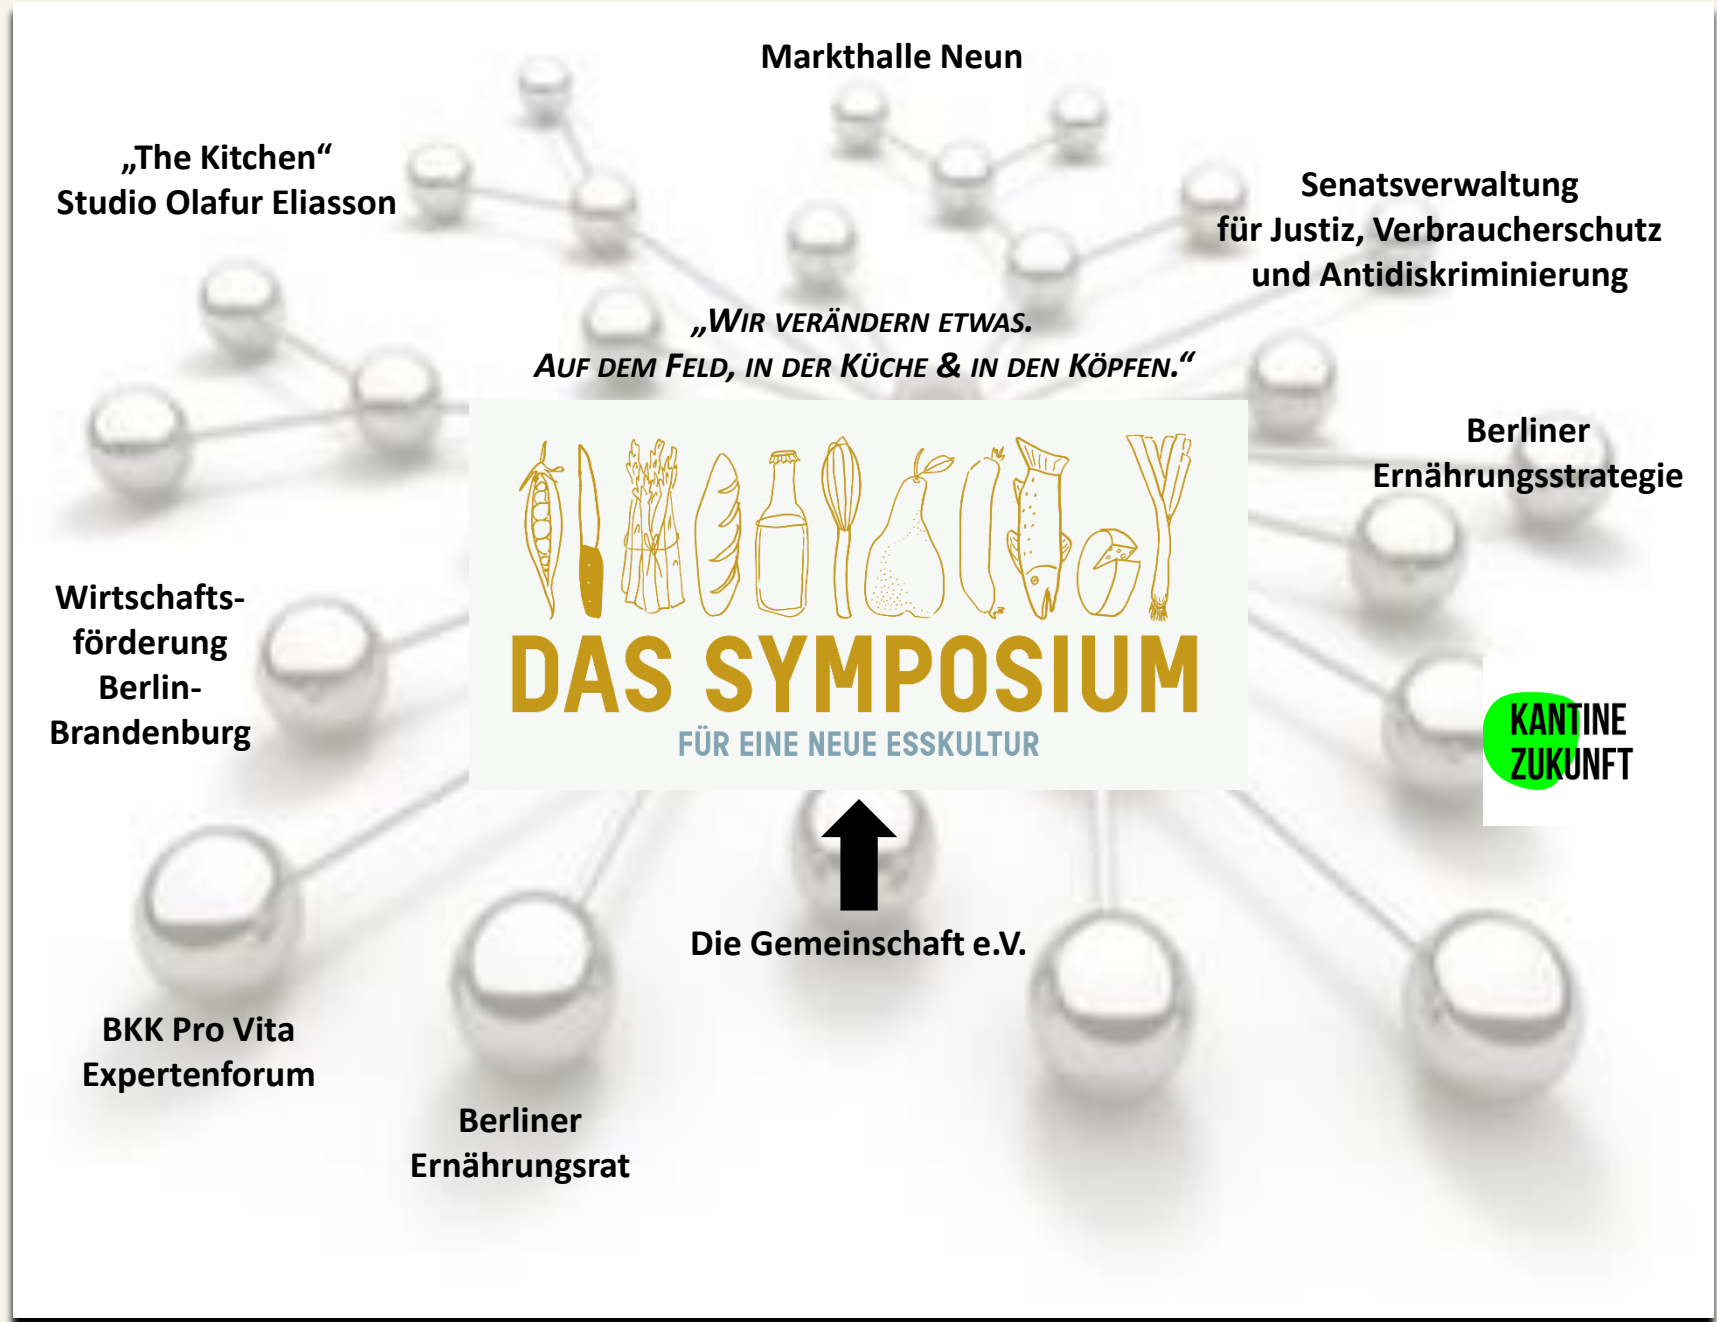 Markthalle Neun
„The Kitchen“
Studio Olafur Eliasson
Senatsverwaltung
für Justiz, Verbraucherschutz
und Antidiskriminierung
„WIR VERÄNDERN ETWAS.
AUF DEM FELD, IN DER KÜCHE & IN DEN KÖPFEN.“
Berliner
Ernährungsstrategie
DAS SYMPOSIUM
FÜR EINE NEUE ESSKULTUR
Wirtschafts-
förderung
Berlin-
Brandenburg
KANTINE
ZUKUNFT
Die Gemeinschaft e.V.
BKK Pro Vita
Expertenforum
Berliner
Ernährungsrat